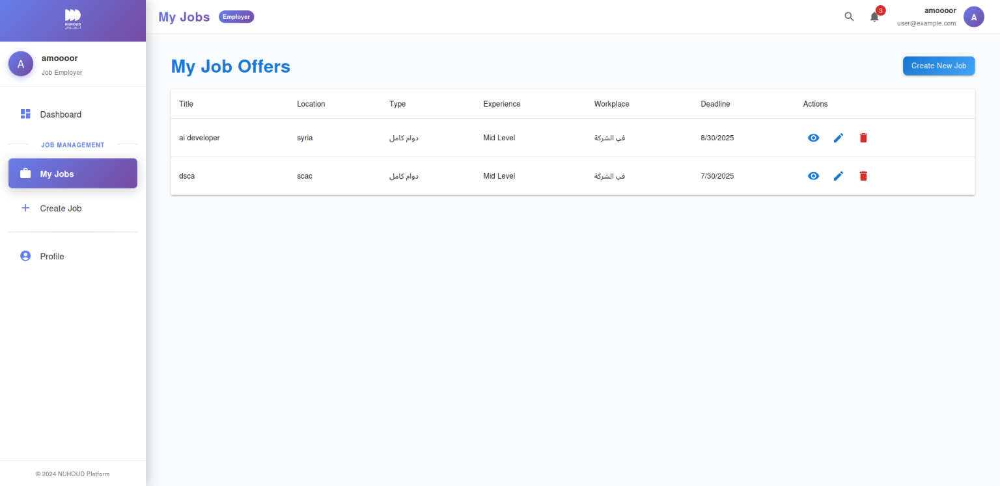 NUHOUD
My Jobs Employer
3
amoooor
user@example.com
A
A
amoooor
Job Employer
Dashboard
JOB MANAGEMENT
My Jobs
Create Job
Profile
© 2024 NUHOUD Platform
My Job Offers
Create New Job
Title Location Type Experience Workplace Deadline Actions
ai developer syria دوام كامل Mid Level في الشركة 8/30/2025
dsca scac دوام كامل Mid Level في الشركة 7/30/2025